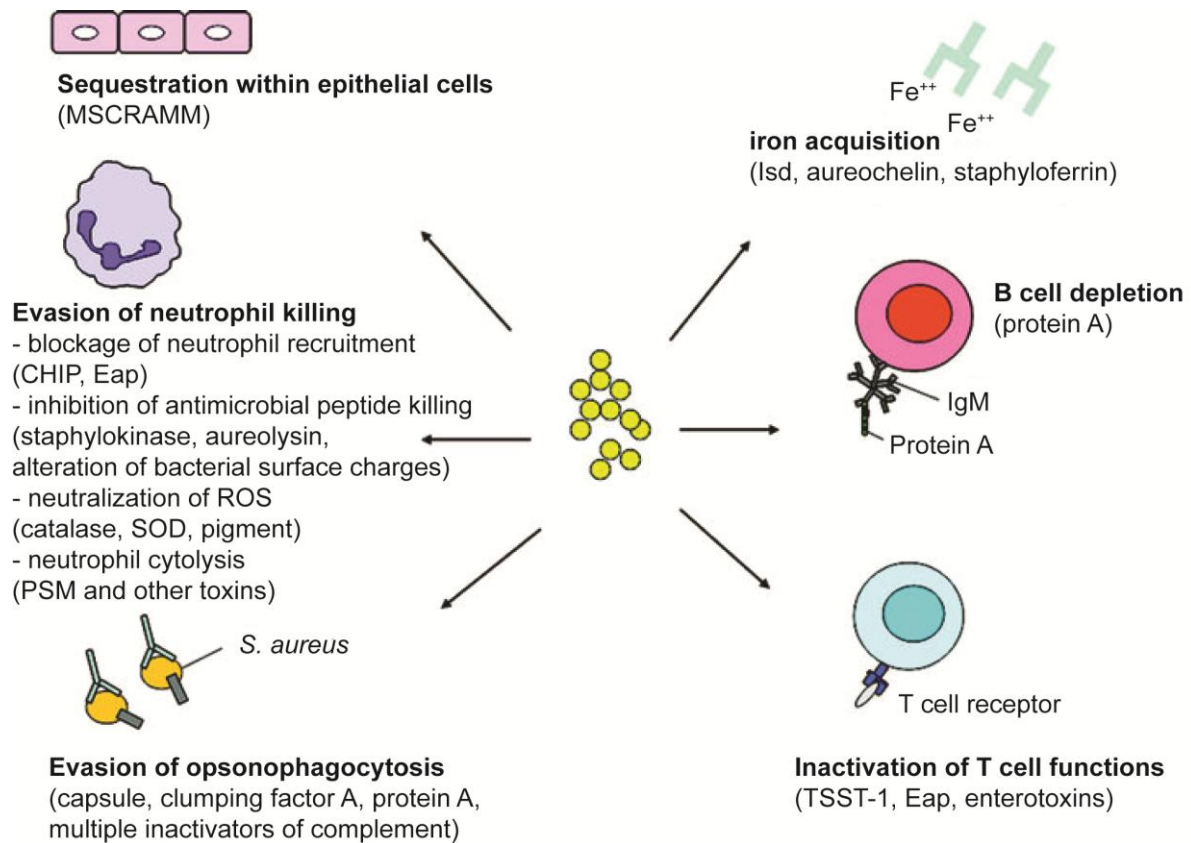 Sequestration within epithelial cells
(MSCRAMM)
Evasion of neutrophil killing
- blockage of neutrophil recruitment
(CHIP, Eap)
- inhibition of antimicrobial peptide killing
(staphylokinase, aureolysin,
alteration of bacterial surface charges)
- neutralization of ROS
(catalase, SOD, pigment)
- neutrophil cytolysis
(PSM and other toxins)
S. aureus
Evasion of opsonophagocytosis
(capsule, clumping factor A, protein A,
multiple inactivators of complement)
Fe⁺⁺
Fe⁺⁺
iron acquisition
(Isd, aureochelin, staphyloferrin)
B cell depletion
(protein A)
IgM
Protein A
T cell receptor
Inactivation of T cell functions
(TSST-1, Eap, enterotoxins)